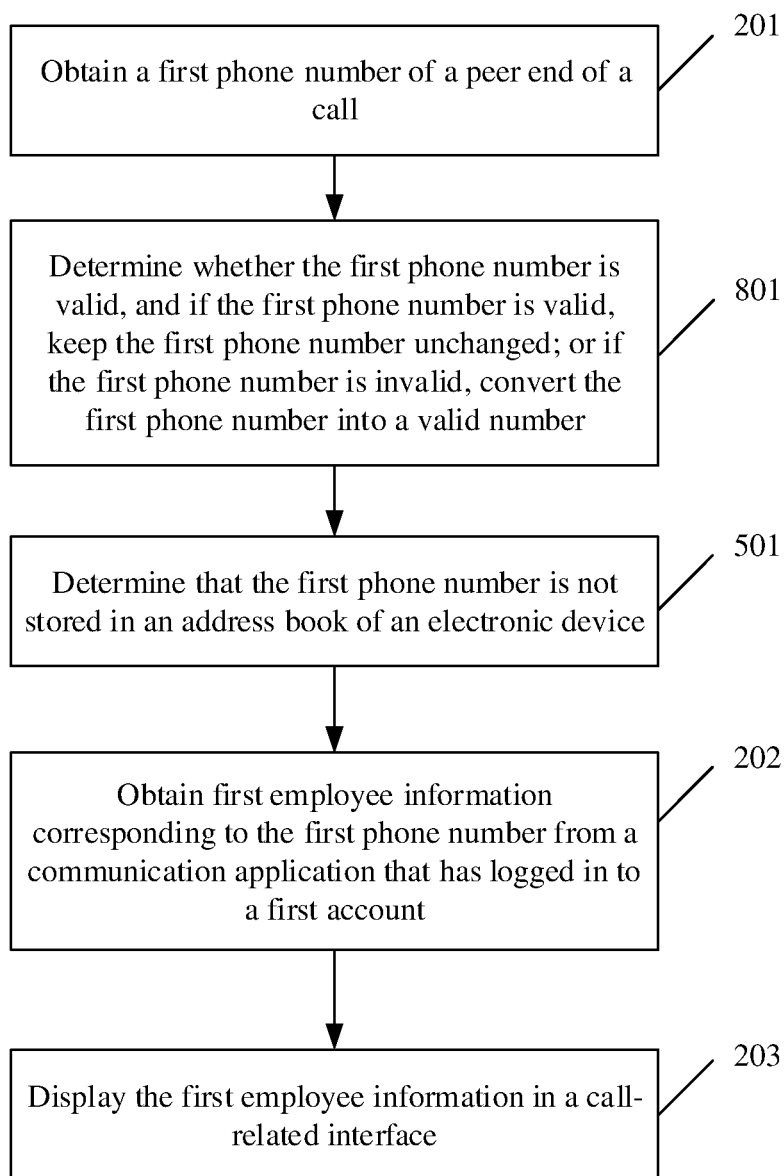 201
Obtain a first phone number of a peer end of a
call
Determine whether the first phone number is
valid, and if the first phone number is valid,
keep the first phone number unchanged; or if
the first phone number is invalid, convert the
first phone number into a valid number
801
501
Determine that the first phone number is not
stored in an address book of an electronic device
202
Obtain first employee information
corresponding to the first phone number from a
communication application that has logged in to
a first account
203
Display the first employee information in a call-
related interface